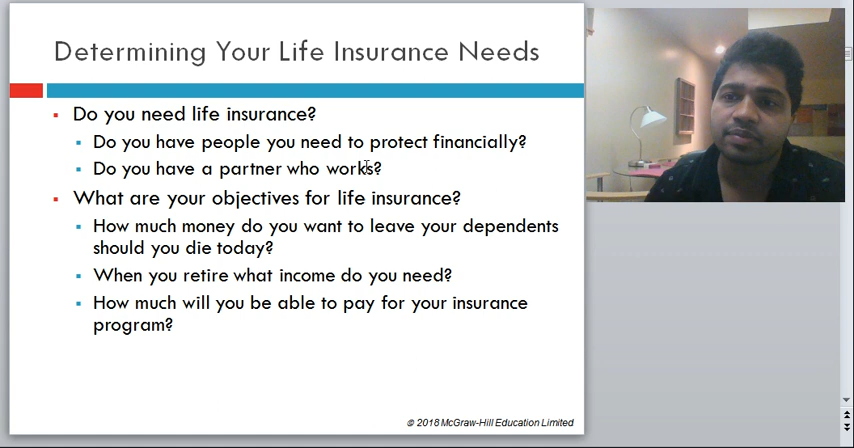 Determining Your Life Insurance Needs
Do you need life insurance?
Do you have people you need to protect financially?
Do you have a partner who works?
What are your objectives for life insurance?
How much money do you want to leave your dependents
should you die today?
When you retire what income do you need?
How much will you be able to pay for your insurance
program?
© 2018 McGraw-Hill Education Limited